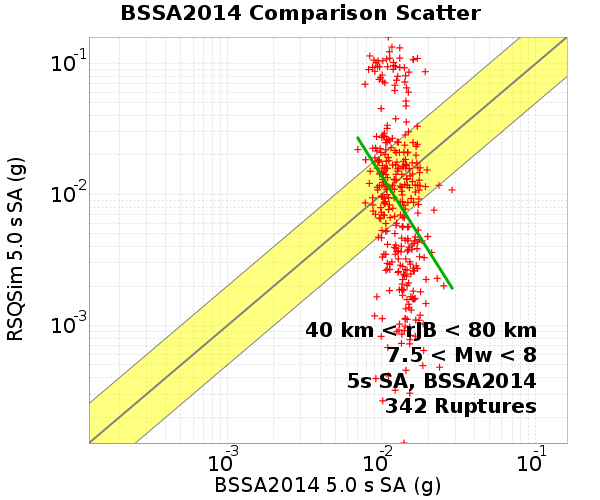 BSSA2014 Comparison Scatter
RSQSim 5.0 s SA (g)
10-1
10-2
10-3
40 km < rJB < 80 km
7.5 < Mw < 8
5s SA, BSSA2014
342 Ruptures
10-3 10-2 10-1
BSSA2014 5.0 s SA (g)